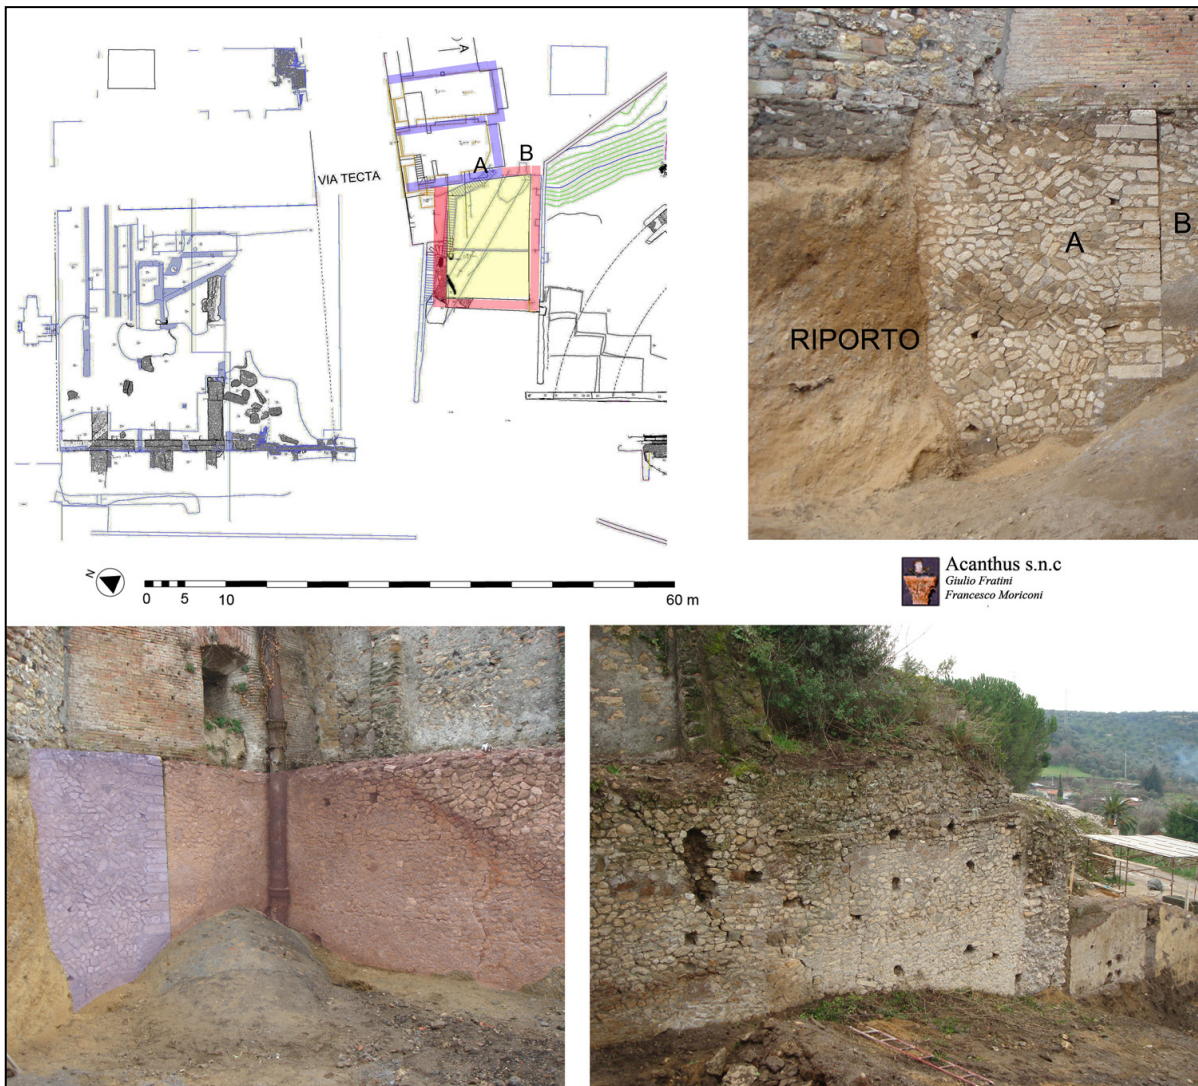 A
A
B
VIA TECTA
N
0 5 10 60 m
A
B
RIPORTO
Acanthus s.n.c
Giulio Fratini
Francesco Moriconi